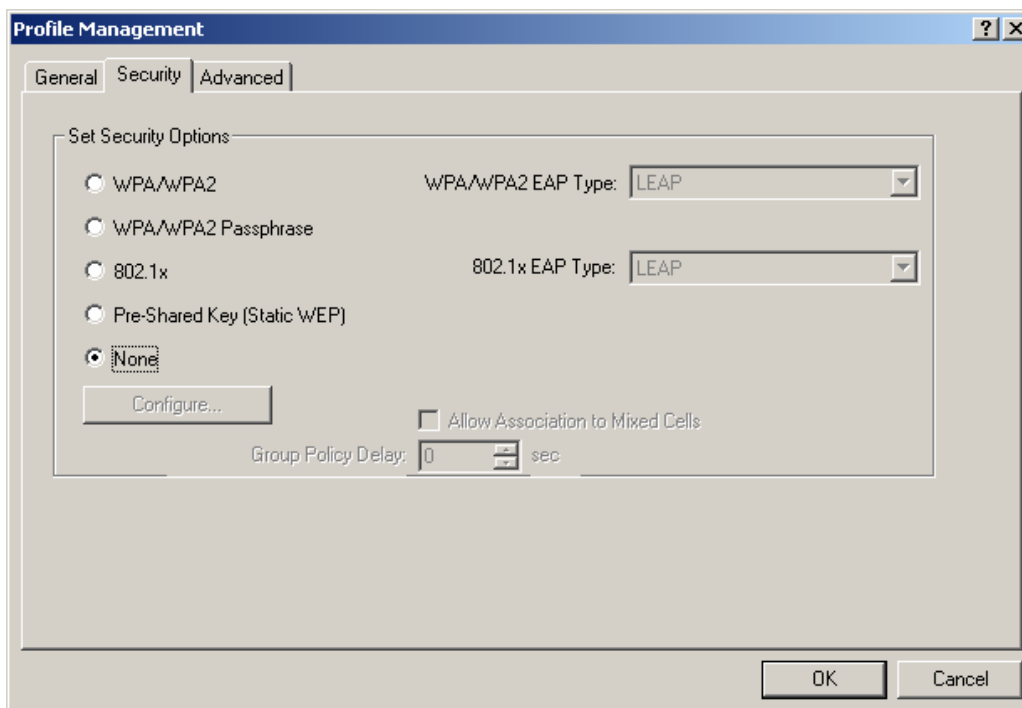 Profile Management
General Security Advanced
Set Security Options
WPA/WPA2 WPA/WPA2 EAP Type: LEAP
WPA/WPA2 Passphrase
802.1x 802.1x EAP Type: LEAP
Pre-Shared Key (Static WEP)
None
Configure...
Allow Association to Mixed Cells
Group Policy Delay: 0 sec
OK Cancel